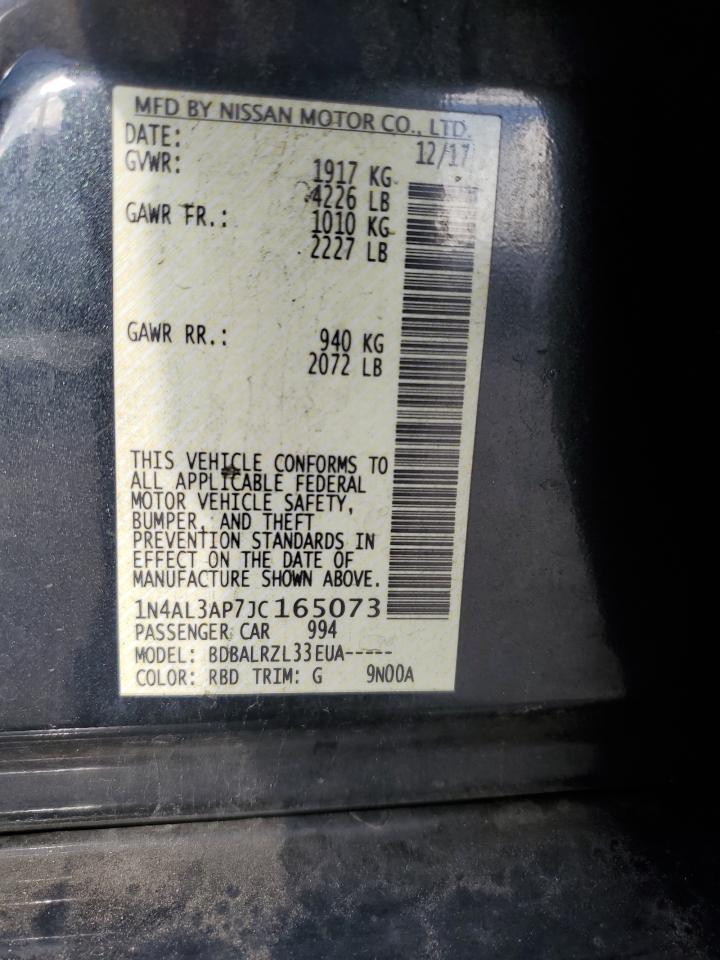 MFD BY NISSAN MOTOR CO., LTD.
DATE: 12/17
GVWR: 1917 KG
4226 LB
GAWR FR.: 1010 KG
2227 LB
GAWR RR.: 940 KG
2072 LB
THIS VEHICLE CONFORMS TO
ALL APPLICABLE FEDERAL
MOTOR VEHICLE SAFETY,
BUMPER, AND THEFT
PREVENTION STANDARDS IN
EFFECT ON THE DATE OF
MANUFACTURE SHOWN ABOVE.
1N4AL3AP7JC165073
PASSENGER CAR 994
MODEL: BDBALRZL33EUA-----
COLOR: RBD TRIM: G 9N00A